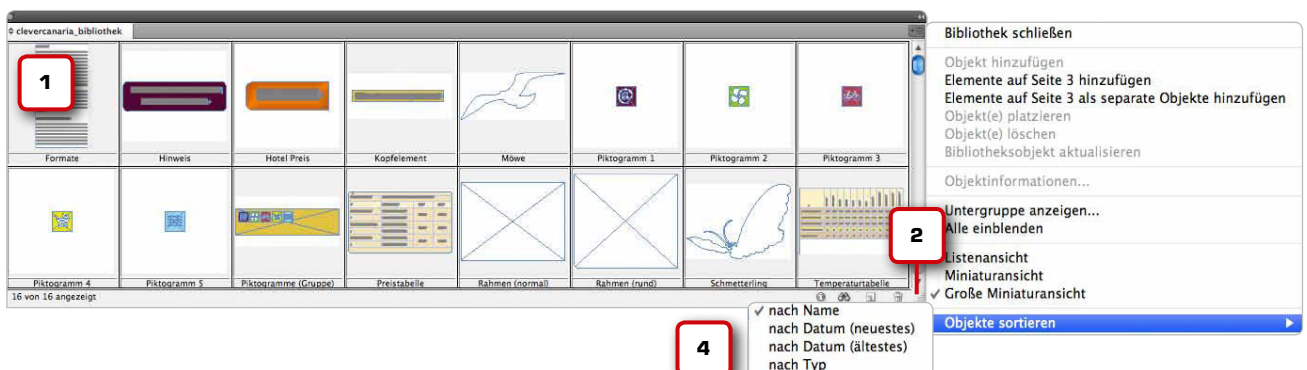 clevercanaria_bibliothek
1
Formate
Hinweis
Hotel Preis
Kopfelement
Möwe
Piktogramm 1
Piktogramm 2
Piktogramm 3
Piktogramm 4
Piktogramm 5
Piktogramme (Gruppe)
Preistabelle
Rahmen (normal)
Rahmen (rund)
Schmetterling
Temperaturtabelle
16 von 16 angezeigt
Bibliothek schließen
Objekt hinzufügen
Elemente auf Seite 3 hinzufügen
Elemente auf Seite 3 als separate Objekte hinzufügen
Objekt(e) platzieren
Objekt(e) löschen
Bibliotheksobjekt aktualisieren
Objektinformationen...
Untergruppe anzeigen...
2
Alle einblenden
Listenansicht
Miniaturansicht
✓ Große Miniaturansicht
Objekte sortieren
✓ nach Name
nach Datum (neuestes)
4
nach Datum (ältestes)
nach Typ